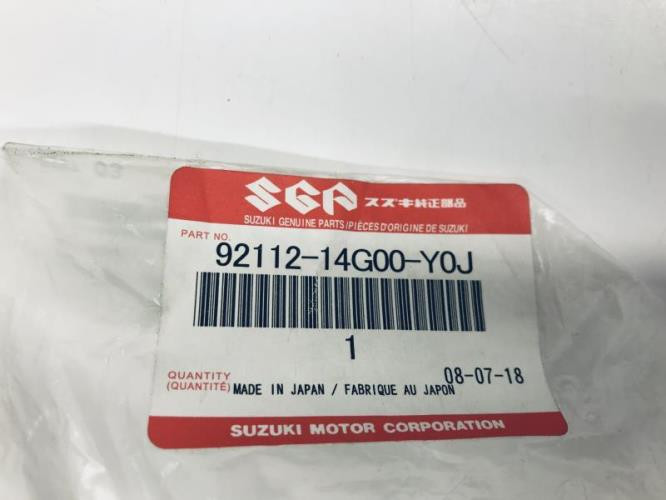 SGP スズキ純正部品
SUZUKI GENUINE PARTS/PIÈCES D'ORIGINE DE SUZUKI
PART NO.
92112-14G00-Y0J
1
QUANTITY
(QUANTITÉ)
08-07-18
MADE IN JAPAN / FABRIQUE AU JAPON
SUZUKI MOTOR CORPORATION